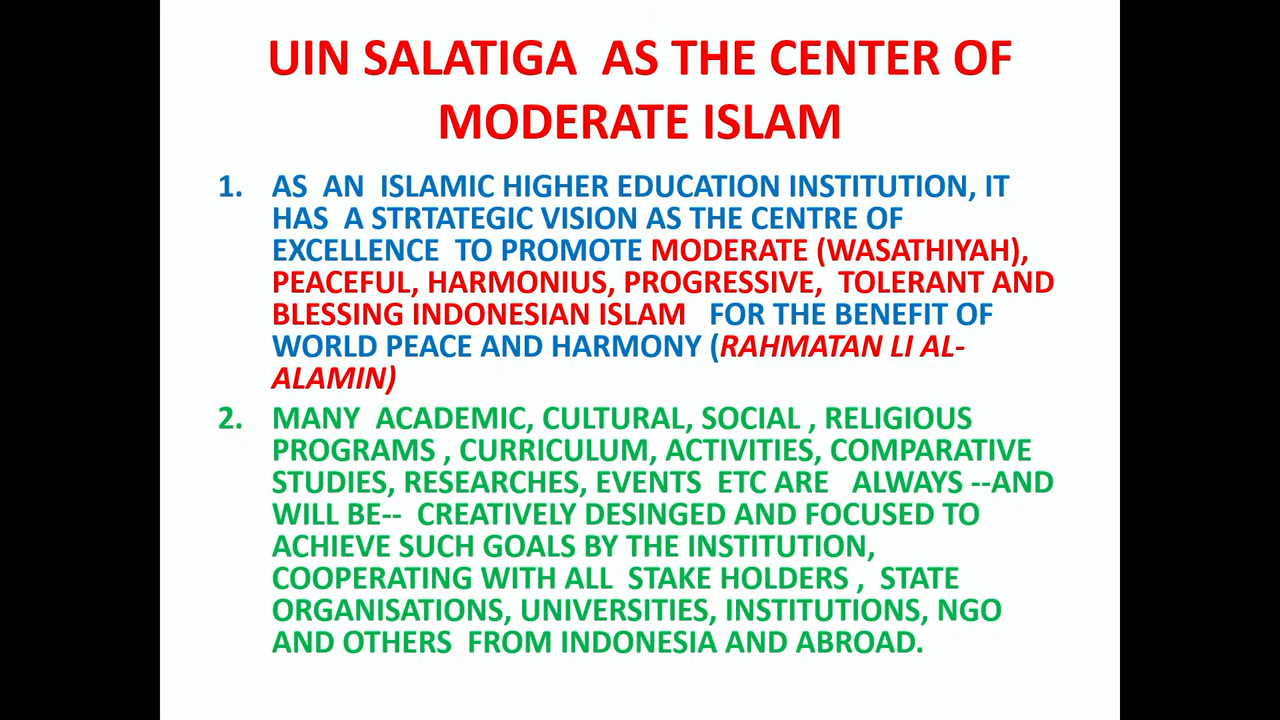 UIN SALATIGA  AS THE CENTER OF
MODERATE ISLAM
1. AS  AN  ISLAMIC HIGHER EDUCATION INSTITUTION, IT
HAS  A STRTATEGIC VISION AS THE CENTRE OF
EXCELLENCE  TO PROMOTE MODERATE (WASATHIYAH),
PEACEFUL, HARMONIUS, PROGRESSIVE,  TOLERANT AND
BLESSING INDONESIAN ISLAM   FOR THE BENEFIT OF
WORLD PEACE AND HARMONY (RAHMATAN LI AL-
ALAMIN)
2. MANY  ACADEMIC, CULTURAL, SOCIAL , RELIGIOUS
PROGRAMS , CURRICULUM, ACTIVITIES, COMPARATIVE
STUDIES, RESEARCHES, EVENTS  ETC ARE   ALWAYS --AND
WILL BE--  CREATIVELY DESINGED AND FOCUSED TO
ACHIEVE SUCH GOALS BY THE INSTITUTION,
COOPERATING WITH ALL  STAKE HOLDERS ,  STATE
ORGANISATIONS, UNIVERSITIES, INSTITUTIONS, NGO
AND OTHERS  FROM INDONESIA AND ABROAD.